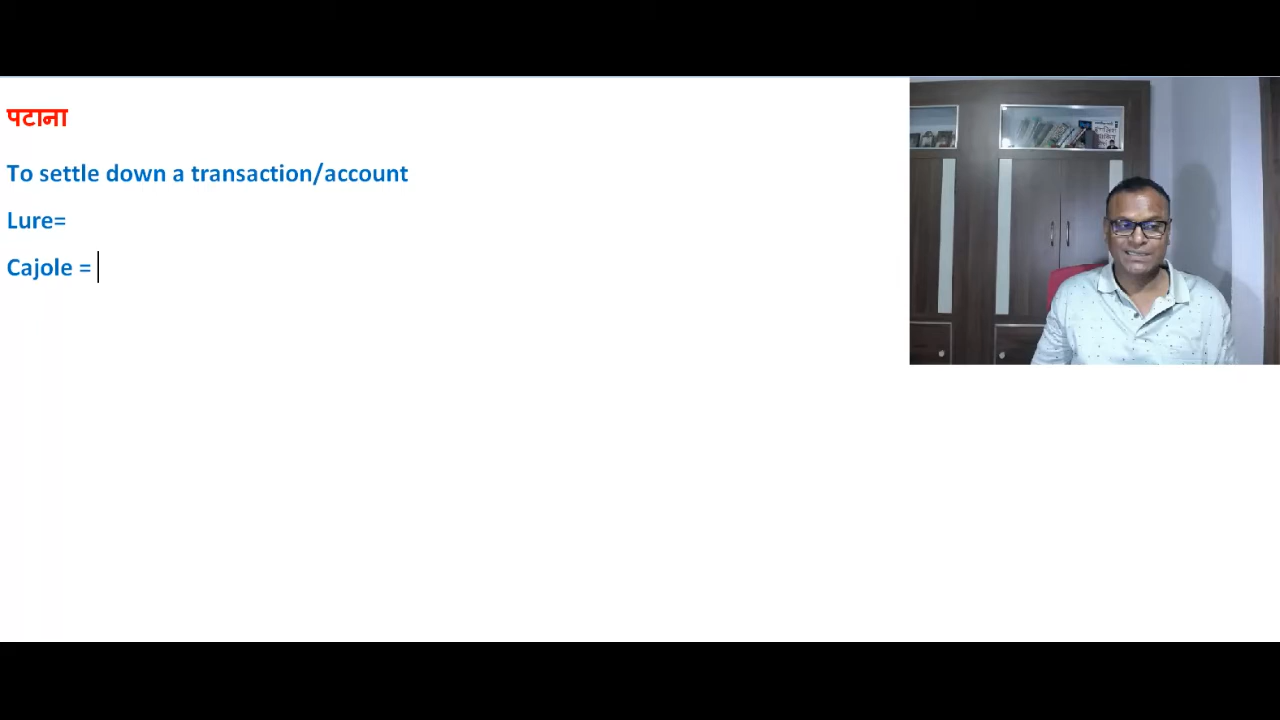 पटाना
To settle down a transaction/account
Lure=
Cajole =